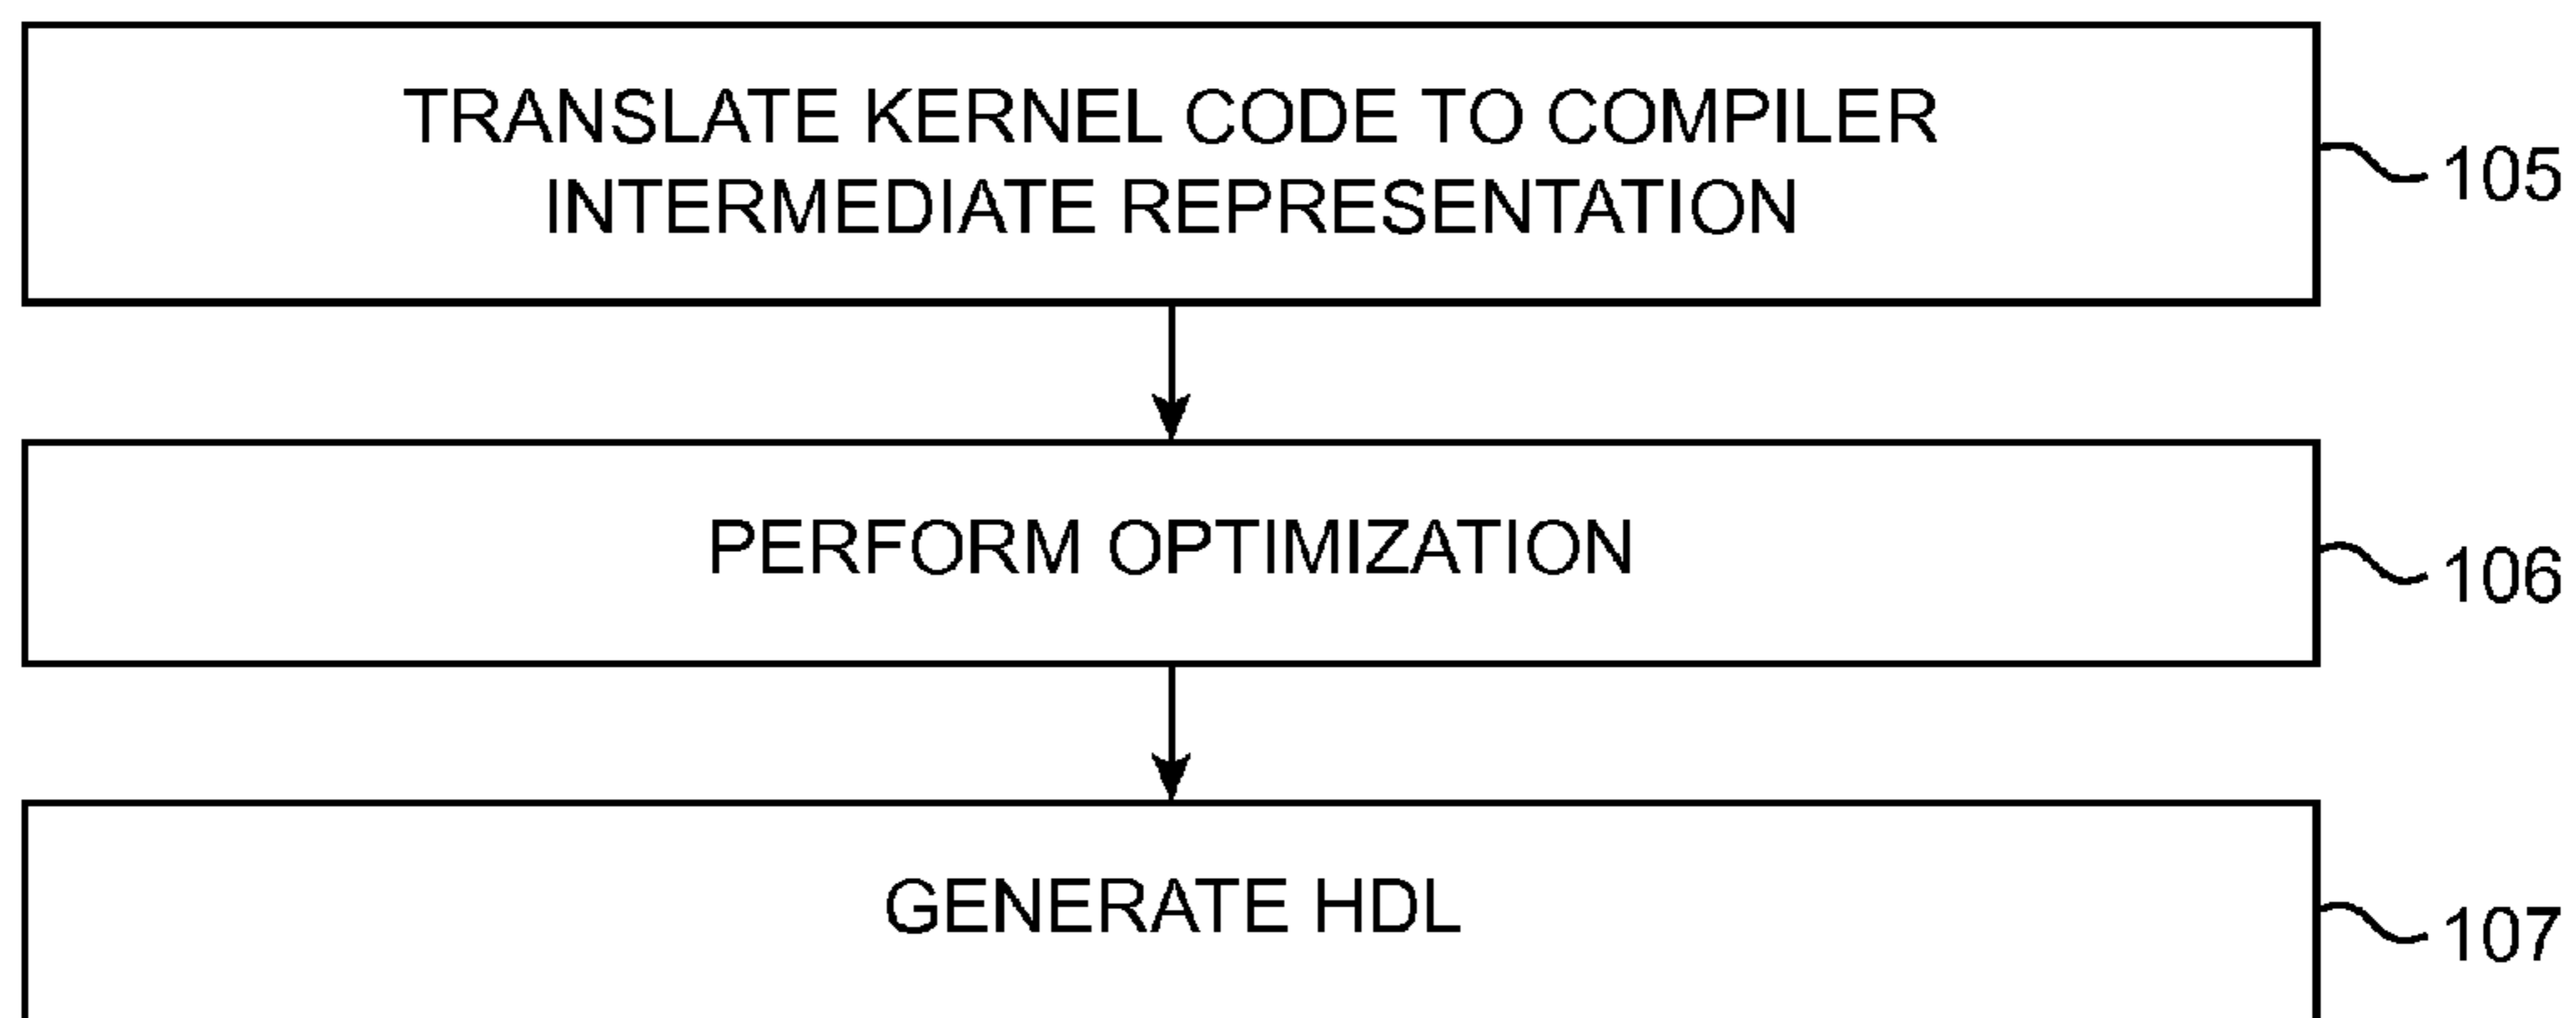 TRANSLATE KERNEL CODE TO COMPILER
INTERMEDIATE REPRESENTATION
105
PERFORM OPTIMIZATION
106
GENERATE HDL
107